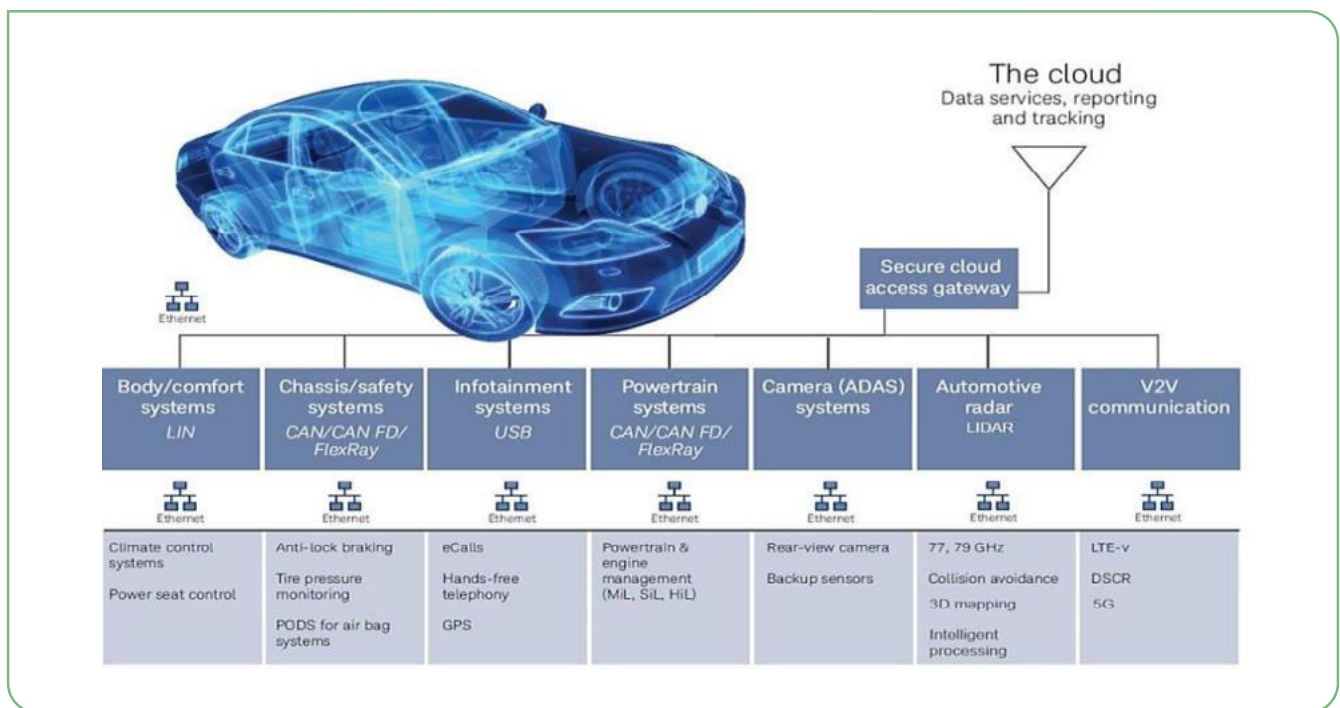 The cloud
Data services, reporting
and tracking
Secure cloud
access gateway
Ethernet
Body/comfort
systems
LIN
Chassis/safety
systems
CAN/CAN FD/
FlexRay
Infotainment
systems
USB
Powertrain
systems
CAN/CAN FD/
FlexRay
Camera (ADAS)
systems
Automotive
radar
LIDAR
V2V
communication
Ethernet
Ethernet
Ethernet
Ethernet
Ethernet
Ethernet
Ethernet
Climate control
systems
Power seat control
Anti-lock braking
Tire pressure
monitoring
PODS for air bag
systems
eCalls
Hands-free
telephony
GPS
Powertrain &
engine
management
(MiL, SiL, HiL)
Rear-view camera
Backup sensors
77, 79 GHz
Collision avoidance
3D mapping
Intelligent
processing
LTE-v
DSCR
5G